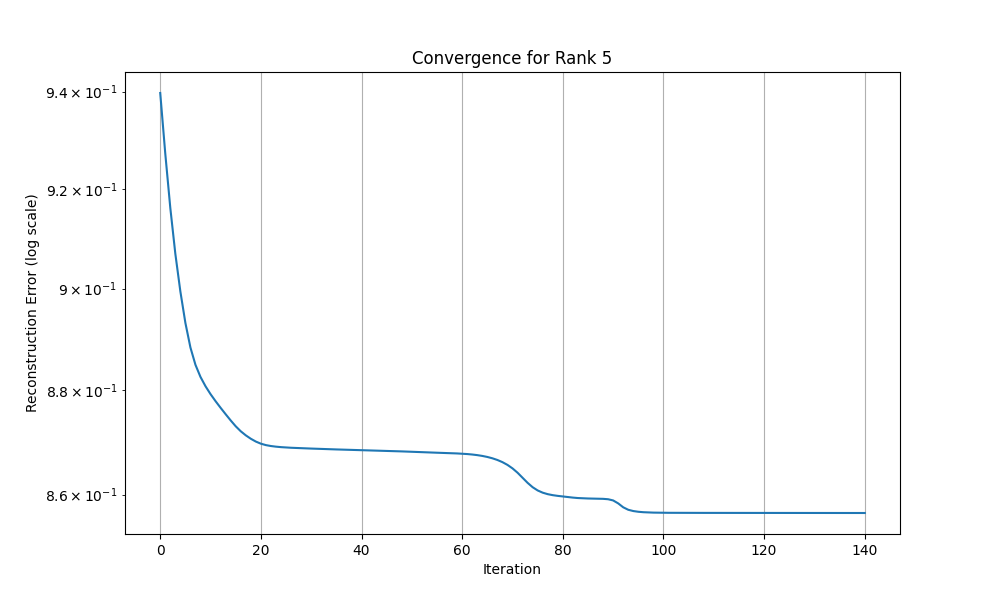 Convergence for Rank 5
Reconstruction Error (log scale)
9.4 × 10⁻¹
9.2 × 10⁻¹
9 × 10⁻¹
8.8 × 10⁻¹
8.6 × 10⁻¹
0 20 40 60 80 100 120 140
Iteration